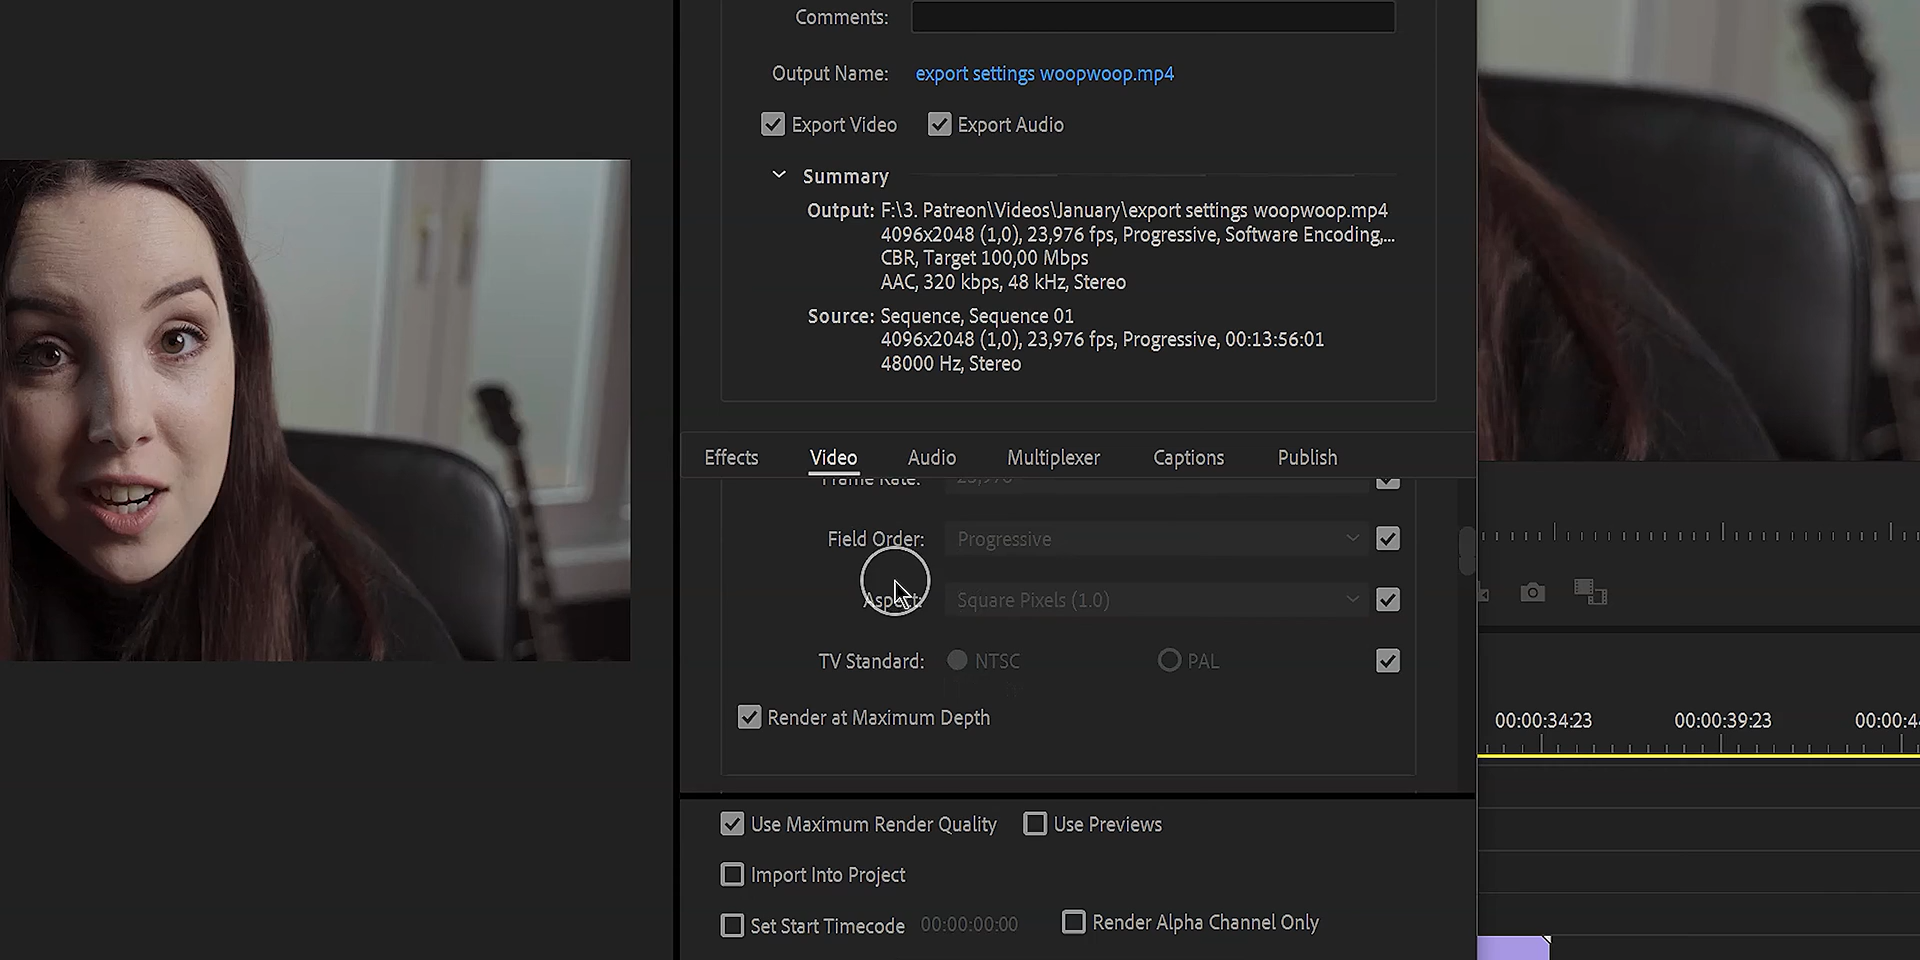 Comments:
Output Name: export settings woopwoop.mp4
Export Video Export Audio
Summary
Output: F:\3. Patreon\Videos\January\export settings woopwoop.mp4
4096x2048 (1,0), 23,976 fps, Progressive, Software Encoding,...
CBR, Target 100,00 Mbps
AAC, 320 kbps, 48 kHz, Stereo
Source: Sequence, Sequence 01
4096x2048 (1,0), 23,976 fps, Progressive, 00:13:56:01
48000 Hz, Stereo
Effects Video Audio Multiplexer Captions Publish
Frame Rate: 23,976
Field Order: Progressive
Aspect: Square Pixels (1.0)
TV Standard: NTSC PAL
Render at Maximum Depth
00:00:34:23 00:00:39:23
Use Maximum Render Quality Use Previews
Import Into Project
Set Start Timecode 00:00:00:00 Render Alpha Channel Only